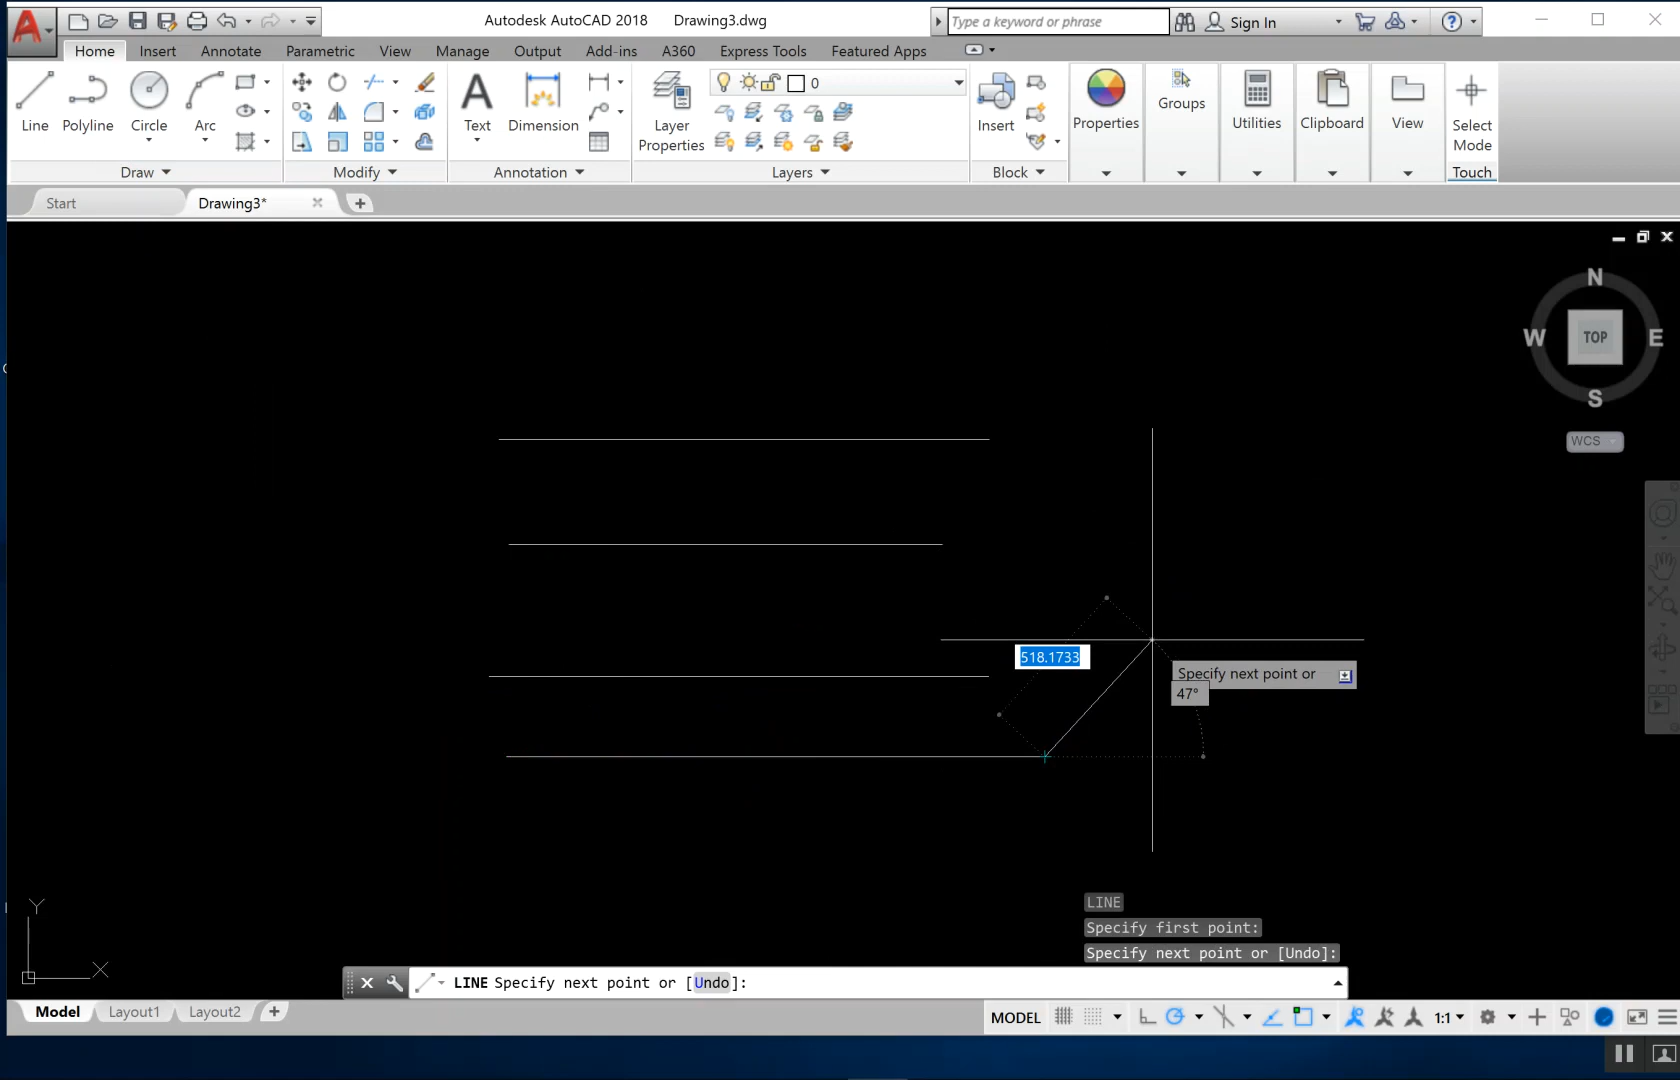 Autodesk AutoCAD 2018 Drawing3.dwg
Type a keyword or phrase
Sign In
Home Insert Annotate Parametric View Manage Output Add-ins A360 Express Tools Featured Apps
Line Polyline Circle Arc
Text Dimension
Layer Properties
0
Insert
Properties
Groups
Utilities
Clipboard
View
Select Mode
Draw Modify Annotation Layers Block Touch
Start Drawing3*
N
W TOP E
S
WCS
518.1733
Specify next point or
47°
Y
X
LINE
Specify first point:
Specify next point or [Undo]:
LINE Specify next point or [Undo]:
Model Layout1 Layout2
MODEL 1:1